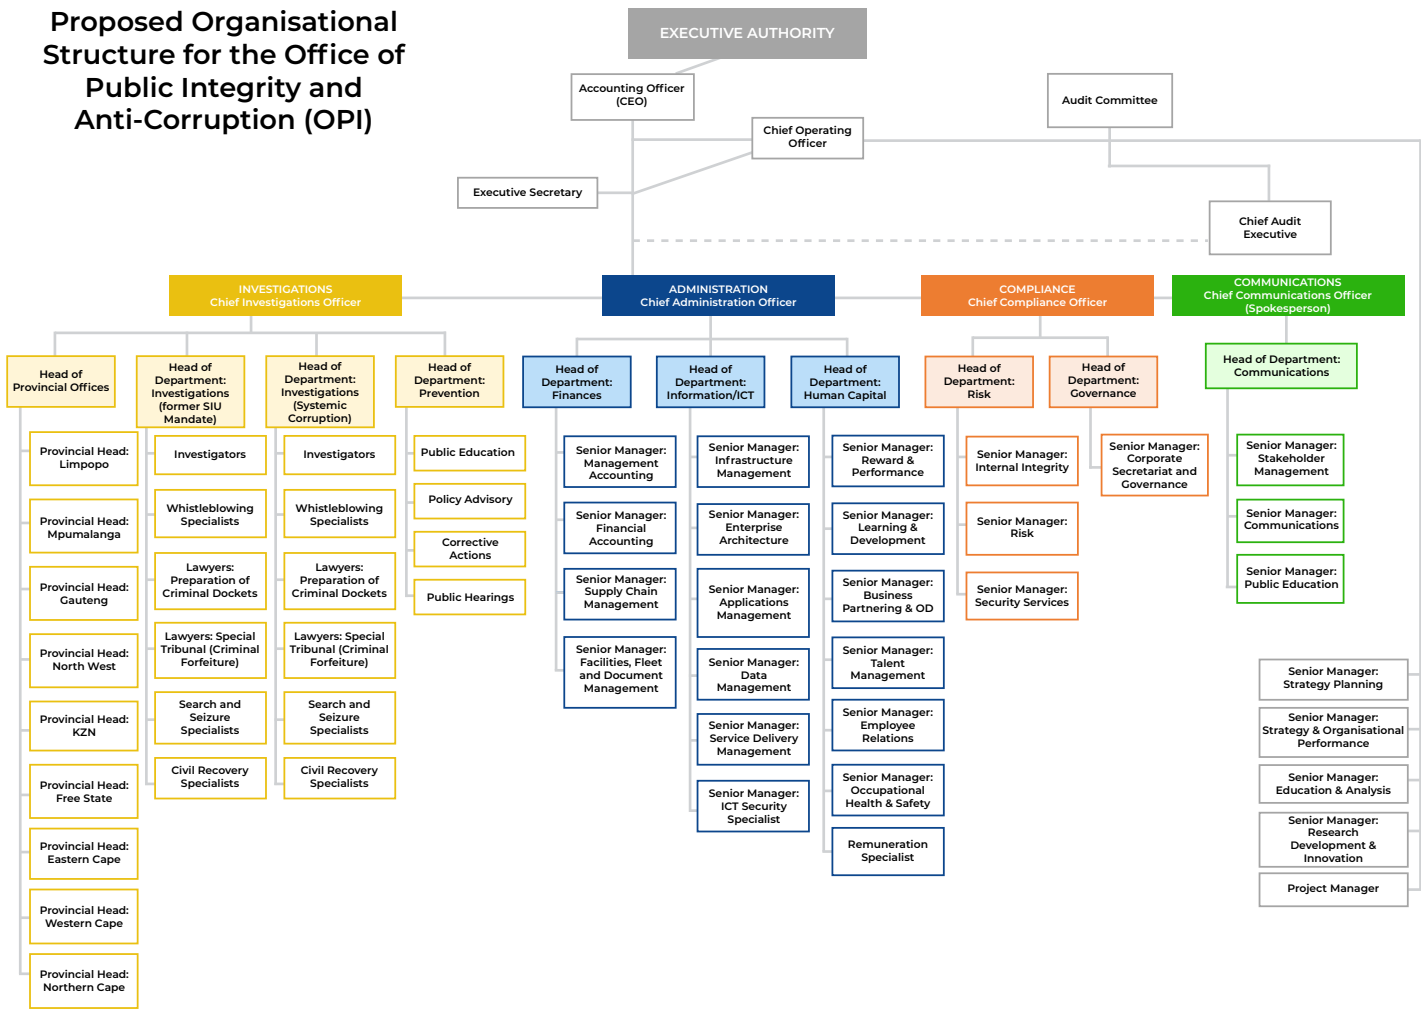 Proposed Organisational
Structure for the Office of
Public Integrity and
Anti-Corruption (OPI)
EXECUTIVE AUTHORITY
Accounting Officer
(CEO)
Audit Committee
Chief Operating
Officer
Executive Secretary
Chief Audit
Executive
INVESTIGATIONS
Chief Investigations Officer
ADMINISTRATION
Chief Administration Officer
COMPLIANCE
Chief Compliance Officer
COMMUNICATIONS
Chief Communications Officer
(Spokesperson)
Head of
Provincial Offices
Provincial Head:
Limpopo
Provincial Head:
Mpumalanga
Provincial Head:
Gauteng
Provincial Head:
North West
Provincial Head:
KZN
Provincial Head:
Free State
Provincial Head:
Eastern Cape
Provincial Head:
Western Cape
Provincial Head:
Northern Cape
Head of
Department:
Investigations
(former SIU
Mandate)
Investigators
Whistleblowing
Specialists
Lawyers:
Preparation of
Criminal Dockets
Lawyers: Special
Tribunal (Criminal
Forfeiture)
Search and
Seizure
Specialists
Civil Recovery
Specialists
Head of
Department:
Investigations
(Systemic
Corruption)
Investigators
Whistleblowing
Specialists
Lawyers:
Preparation of
Criminal Dockets
Lawyers: Special
Tribunal (Criminal
Forfeiture)
Search and
Seizure
Specialists
Civil Recovery
Specialists
Head of
Department:
Prevention
Public Education
Policy Advisory
Corrective
Actions
Public Hearings
Head of
Department:
Finances
Senior Manager:
Management
Accounting
Senior Manager:
Financial
Accounting
Senior Manager:
Supply Chain
Management
Senior Manager:
Facilities, Fleet
and Document
Management
Head of
Department:
Information/ICT
Senior Manager:
Infrastructure
Management
Senior Manager:
Enterprise
Architecture
Senior Manager:
Applications
Management
Senior Manager:
Data
Management
Senior Manager:
Service Delivery
Management
Senior Manager:
ICT Security
Specialist
Head of
Department:
Human Capital
Senior Manager:
Reward &
Performance
Senior Manager:
Learning &
Development
Senior Manager:
Business
Partnering & OD
Senior Manager:
Talent
Management
Senior Manager:
Employee
Relations
Senior Manager:
Occupational
Health & Safety
Remuneration
Specialist
Head of
Department:
Risk
Senior Manager:
Internal Integrity
Senior Manager:
Risk
Senior Manager:
Security Services
Head of
Department:
Governance
Senior Manager:
Corporate
Secretariat and
Governance
Head of Department:
Communications
Senior Manager:
Stakeholder
Management
Senior Manager:
Communications
Senior Manager:
Public Education
Senior Manager:
Strategy Planning
Senior Manager:
Strategy & Organisational
Performance
Senior Manager:
Education & Analysis
Senior Manager:
Research
Development &
Innovation
Project Manager